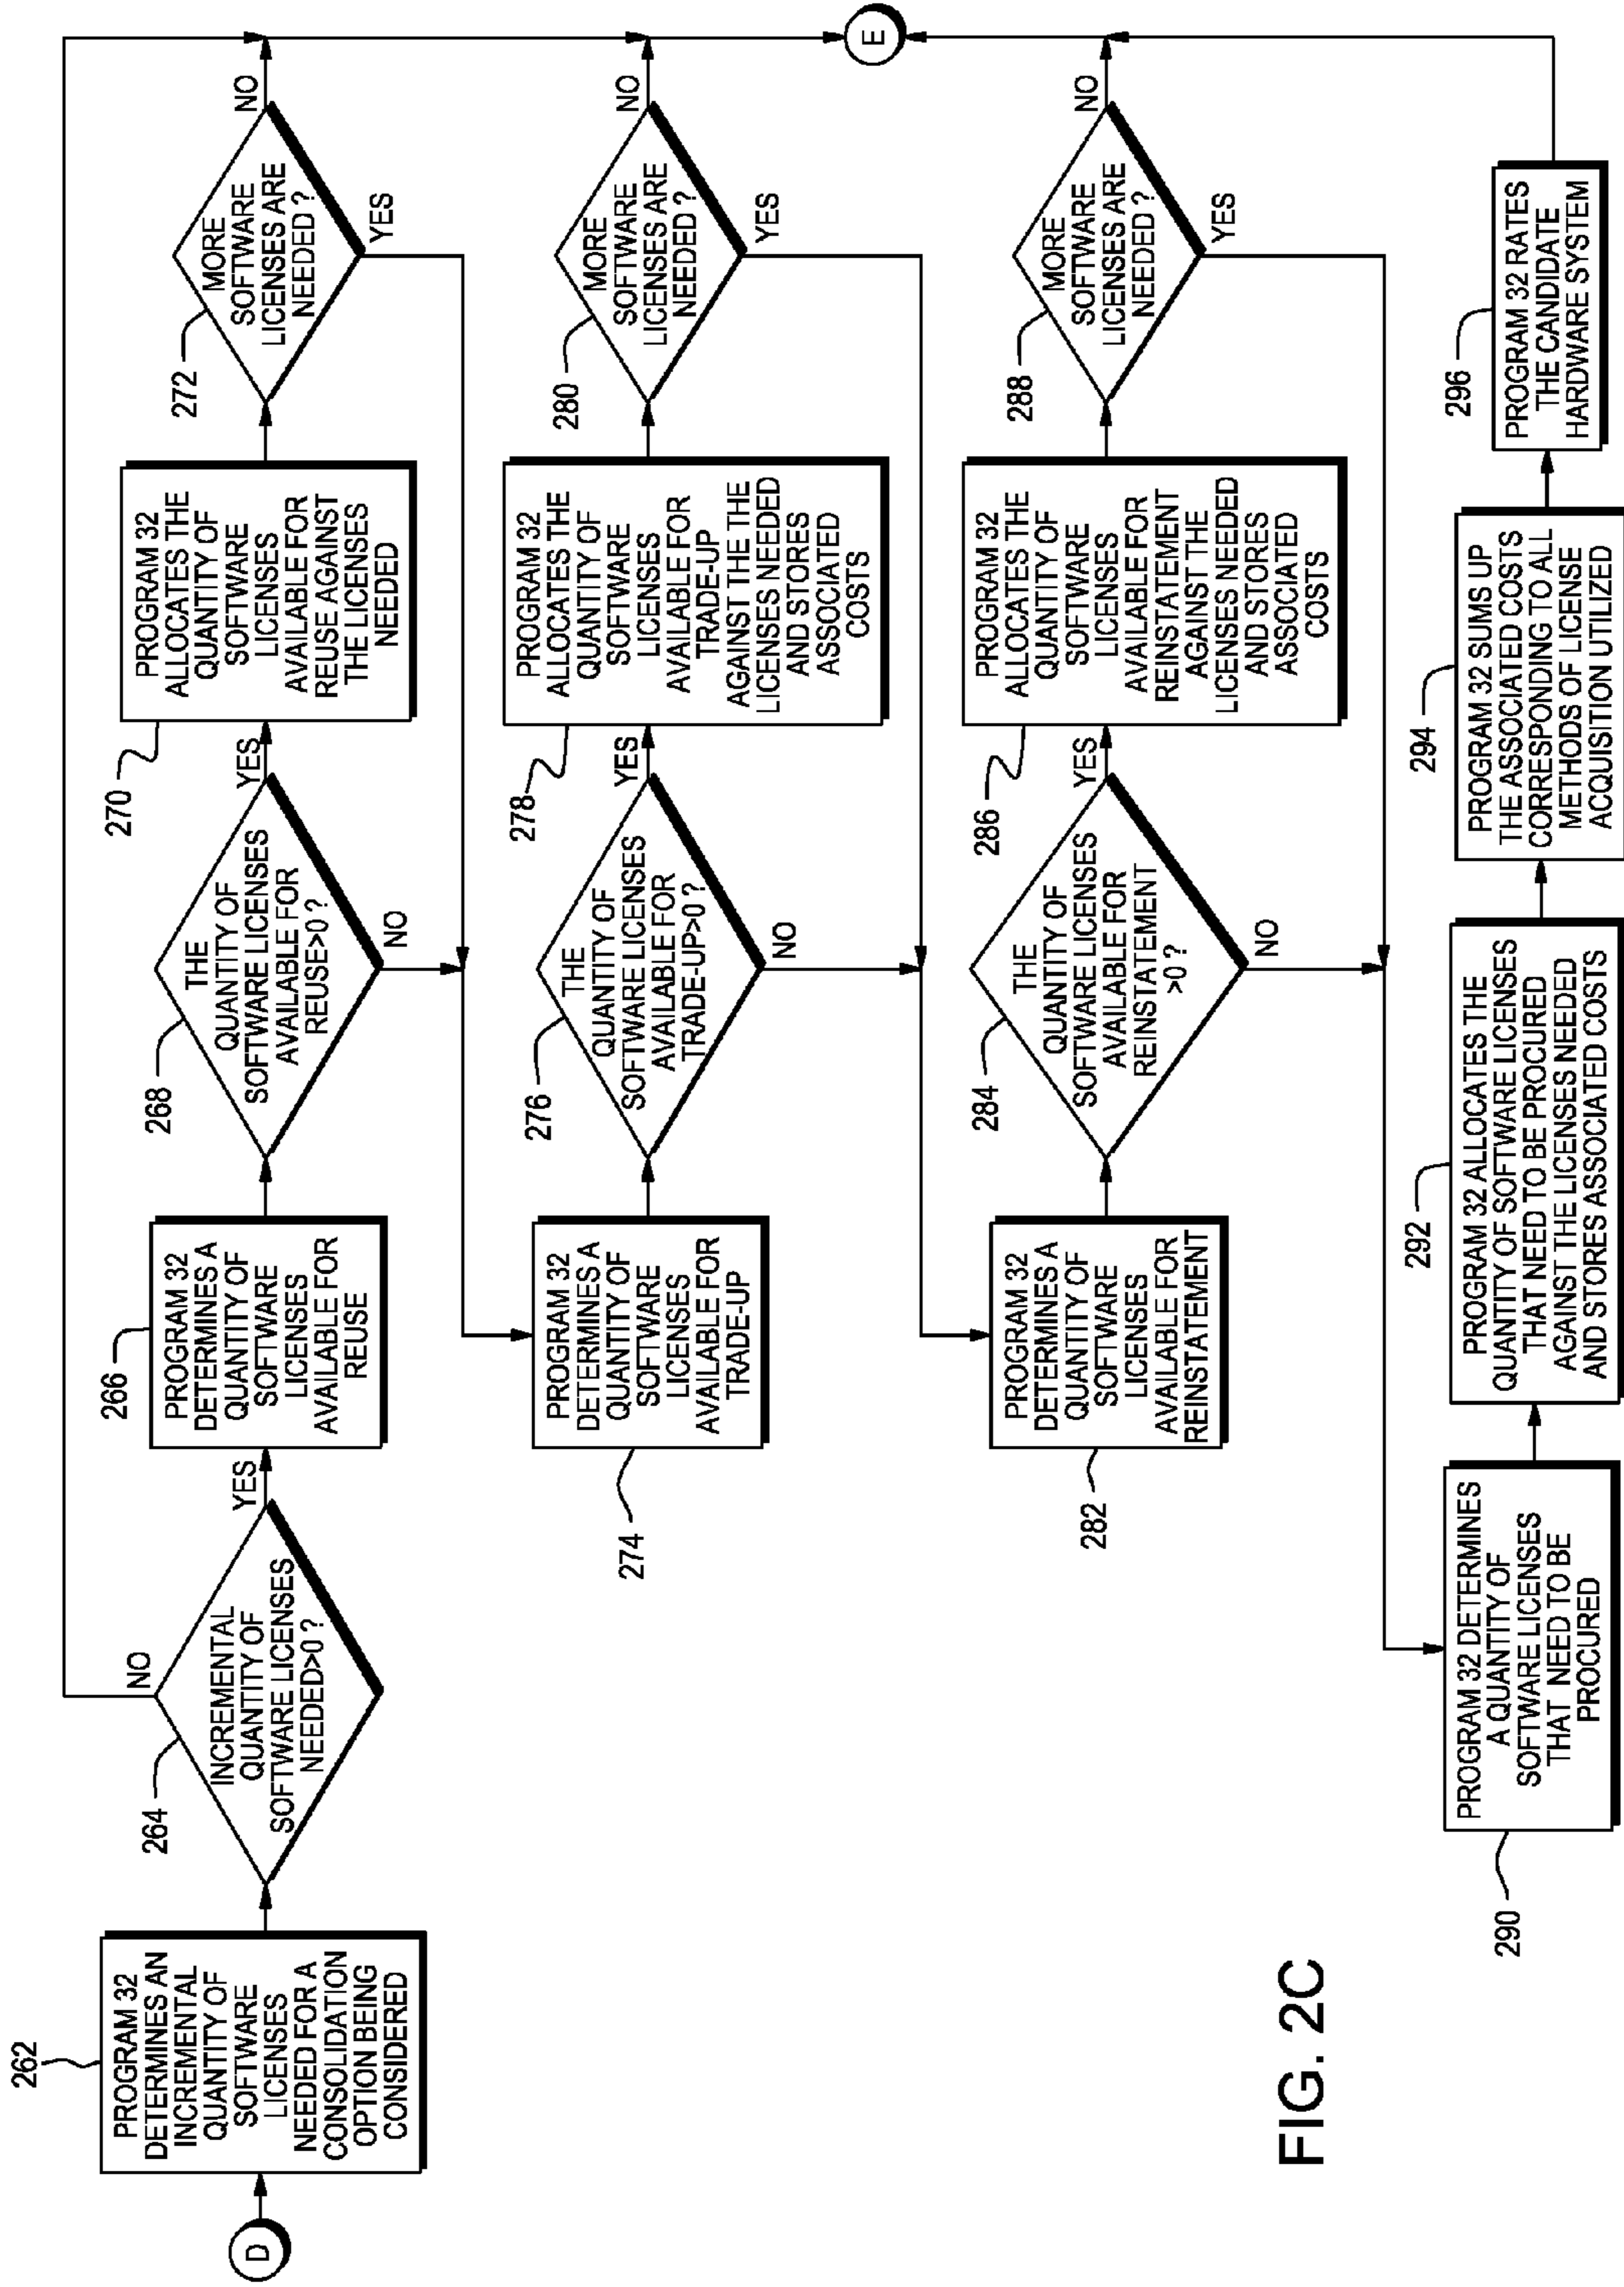 D
262
PROGRAM 32
DETERMINES AN
INCREMENTAL
QUANTITY OF
SOFTWARE
LICENSES
NEEDED FOR A
CONSOLIDATION
OPTION BEING
CONSIDERED
264
INCREMENTAL
QUANTITY OF
SOFTWARE LICENSES
NEEDED>0 ?
NO
YES
266
PROGRAM 32
DETERMINES A
QUANTITY OF
SOFTWARE
LICENSES
AVAILABLE FOR
REUSE
268
THE
QUANTITY OF
SOFTWARE LICENSES
AVAILABLE FOR
REUSE>0 ?
YES
NO
270
PROGRAM 32
ALLOCATES THE
QUANTITY OF
SOFTWARE
LICENSES
AVAILABLE FOR
REUSE AGAINST
THE LICENSES
NEEDED
272
MORE
SOFTWARE
LICENSES ARE
NEEDED ?
NO
YES
274
PROGRAM 32
DETERMINES A
QUANTITY OF
SOFTWARE
LICENSES
AVAILABLE FOR
TRADE-UP
276
THE
QUANTITY OF
SOFTWARE LICENSES
AVAILABLE FOR
TRADE-UP>0 ?
YES
NO
278
PROGRAM 32
ALLOCATES THE
QUANTITY OF
SOFTWARE
LICENSES
AVAILABLE FOR
TRADE-UP
AGAINST THE THE
LICENSES NEEDED
AND STORES
ASSOCIATED
COSTS
280
MORE
SOFTWARE
LICENSES ARE
NEEDED ?
NO
YES
E
282
PROGRAM 32
DETERMINES A
QUANTITY OF
SOFTWARE
LICENSES
AVAILABLE FOR
REINSTATEMENT
284
THE
QUANTITY OF
SOFTWARE LICENSES
AVAILABLE FOR
REINSTATEMENT
>0 ?
YES
NO
286
PROGRAM 32
ALLOCATES THE
QUANTITY OF
SOFTWARE
LICENSES
AVAILABLE FOR
REINSTATEMENT
AGAINST THE
LICENSES NEEDED
AND STORES
ASSOCIATED
COSTS
288
MORE
SOFTWARE
LICENSES ARE
NEEDED ?
NO
YES
290
PROGRAM 32 DETERMINES
A QUANTITY OF
SOFTWARE LICENSES
THAT NEED TO BE
PROCURED
292
PROGRAM 32 ALLOCATES THE
QUANTITY OF SOFTWARE LICENSES
THAT NEED TO BE PROCURED
AGAINST THE LICENSES NEEDED
AND STORES ASSOCIATED COSTS
294
PROGRAM 32 SUMS UP
THE ASSOCIATED COSTS
CORRESPONDING TO ALL
METHODS OF LICENSE
ACQUISITION UTILIZED
296
PROGRAM 32 RATES
THE CANDIDATE
HARDWARE SYSTEM
FIG. 2C